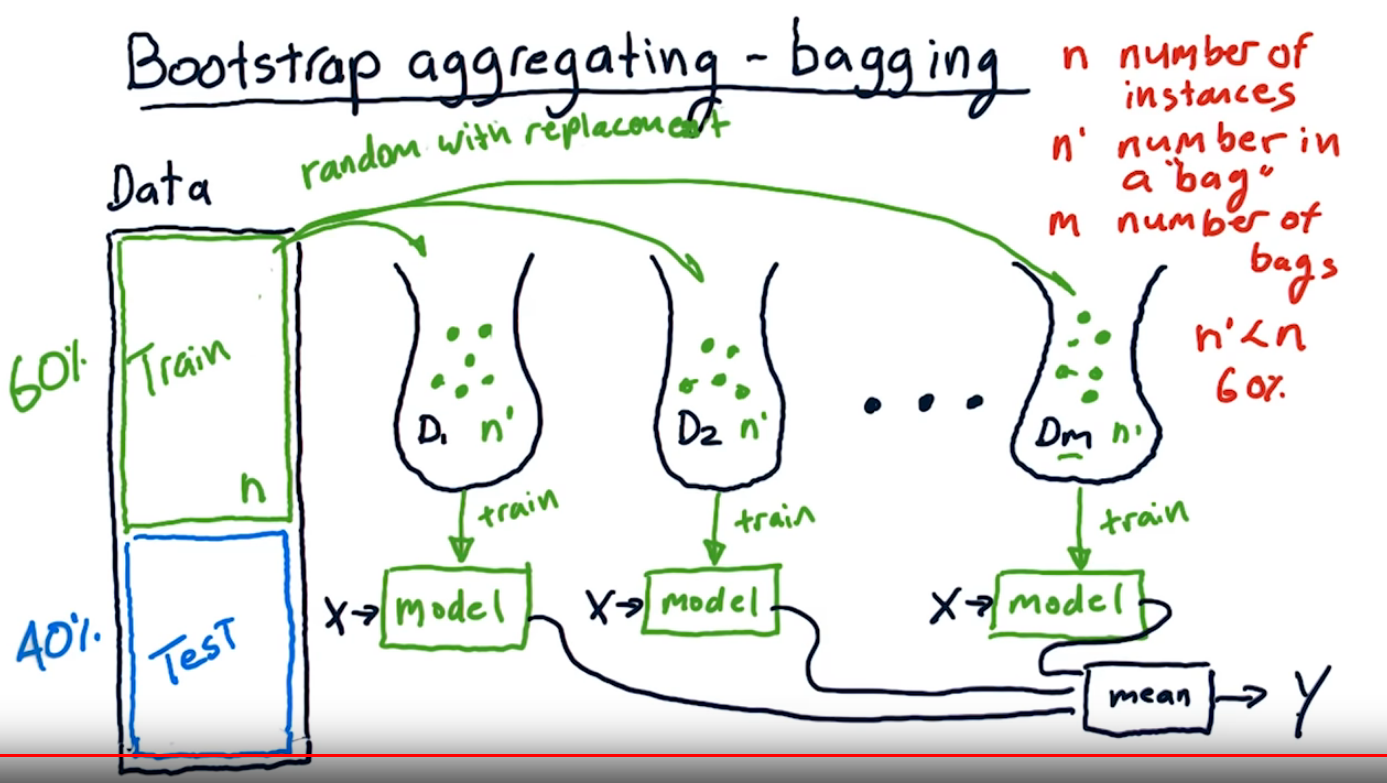 Bootstrap aggregating - bagging
random with replacement
n number of
instances
n' number in
a "bag"
m number of
bags
n'<n
60%
Data
60%
Train
n
40%
Test
D₁ n'
D₂ n'
• • •
Dm n'
train
train
train
X→ model
X→ model
X→ model
mean → Y